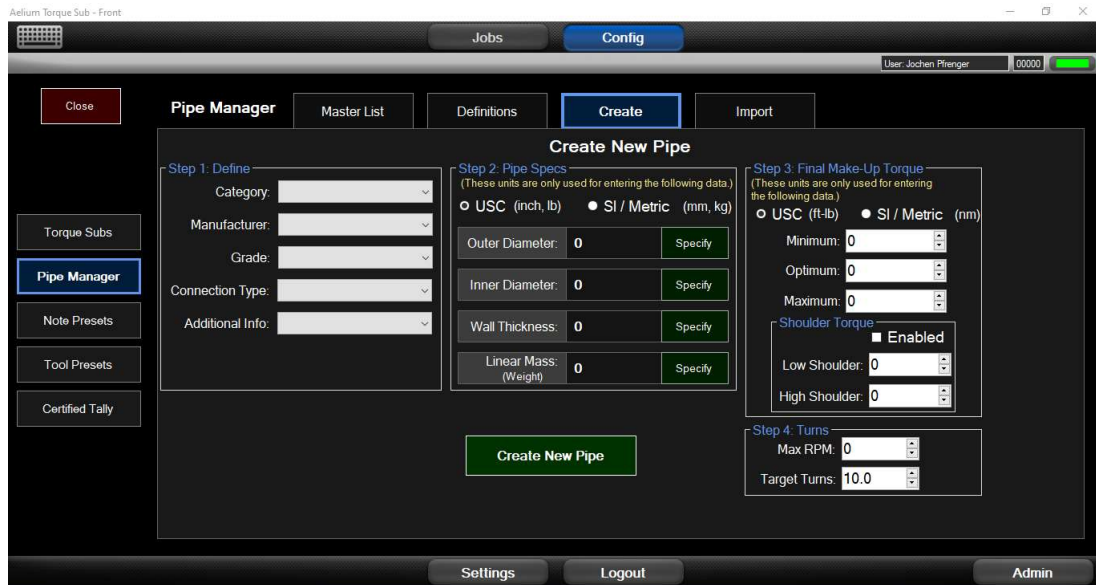 Aelium Torque Sub - Front
Jobs
Config
User: Jochen Pfrenger
00000
Close
Pipe Manager
Master List
Definitions
Create
Import
Create New Pipe
Step 1: Define
Category:
Manufacturer:
Grade:
Connection Type:
Additional Info:
Step 2: Pipe Specs
(These units are only used for entering the following data.)
USC (inch, lb)
SI / Metric (mm, kg)
Outer Diameter: 0 Specify
Inner Diameter: 0 Specify
Wall Thickness: 0 Specify
Linear Mass: 0 Specify
(Weight)
Step 3: Final Make-Up Torque
(These units are only used for entering
the following data.)
USC (ft-lb)
SI / Metric (nm)
Minimum: 0
Optimum: 0
Maximum: 0
Shoulder Torque
Enabled
Low Shoulder: 0
High Shoulder: 0
Step 4: Turns
Max RPM: 0
Target Turns: 10.0
Create New Pipe
Torque Subs
Pipe Manager
Note Presets
Tool Presets
Certified Tally
Settings
Logout
Admin